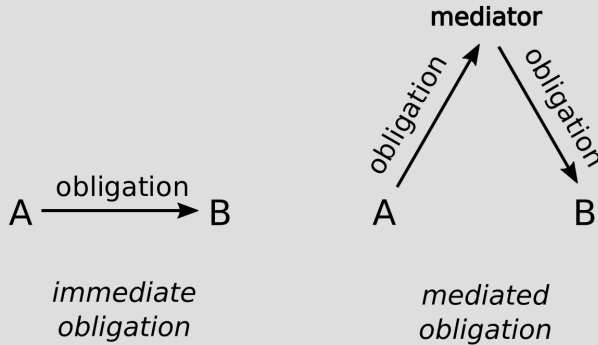 obligation
A
B
immediate
obligation
mediator
obligation
obligation
A
B
mediated
obligation